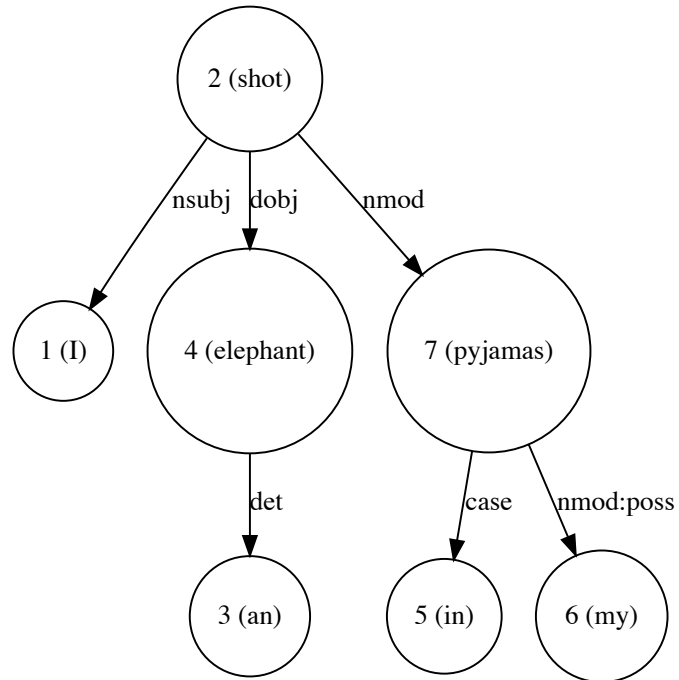 2 (shot)
nsubj dobj nmod
1 (I) 4 (elephant) 7 (pyjamas)
det case nmod:poss
3 (an) 5 (in) 6 (my)